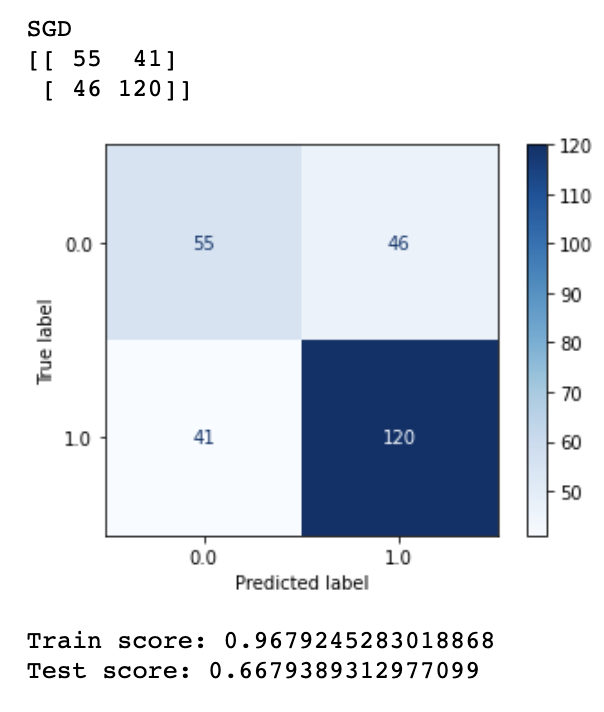 SGD
[[ 55  41]
 [ 46 120]]
120
110
100
90
80
70
60
50
True label
0.0
55
46
1.0
41
120
0.0
1.0
Predicted label
Train score: 0.9679245283018868
Test score: 0.6679389312977099